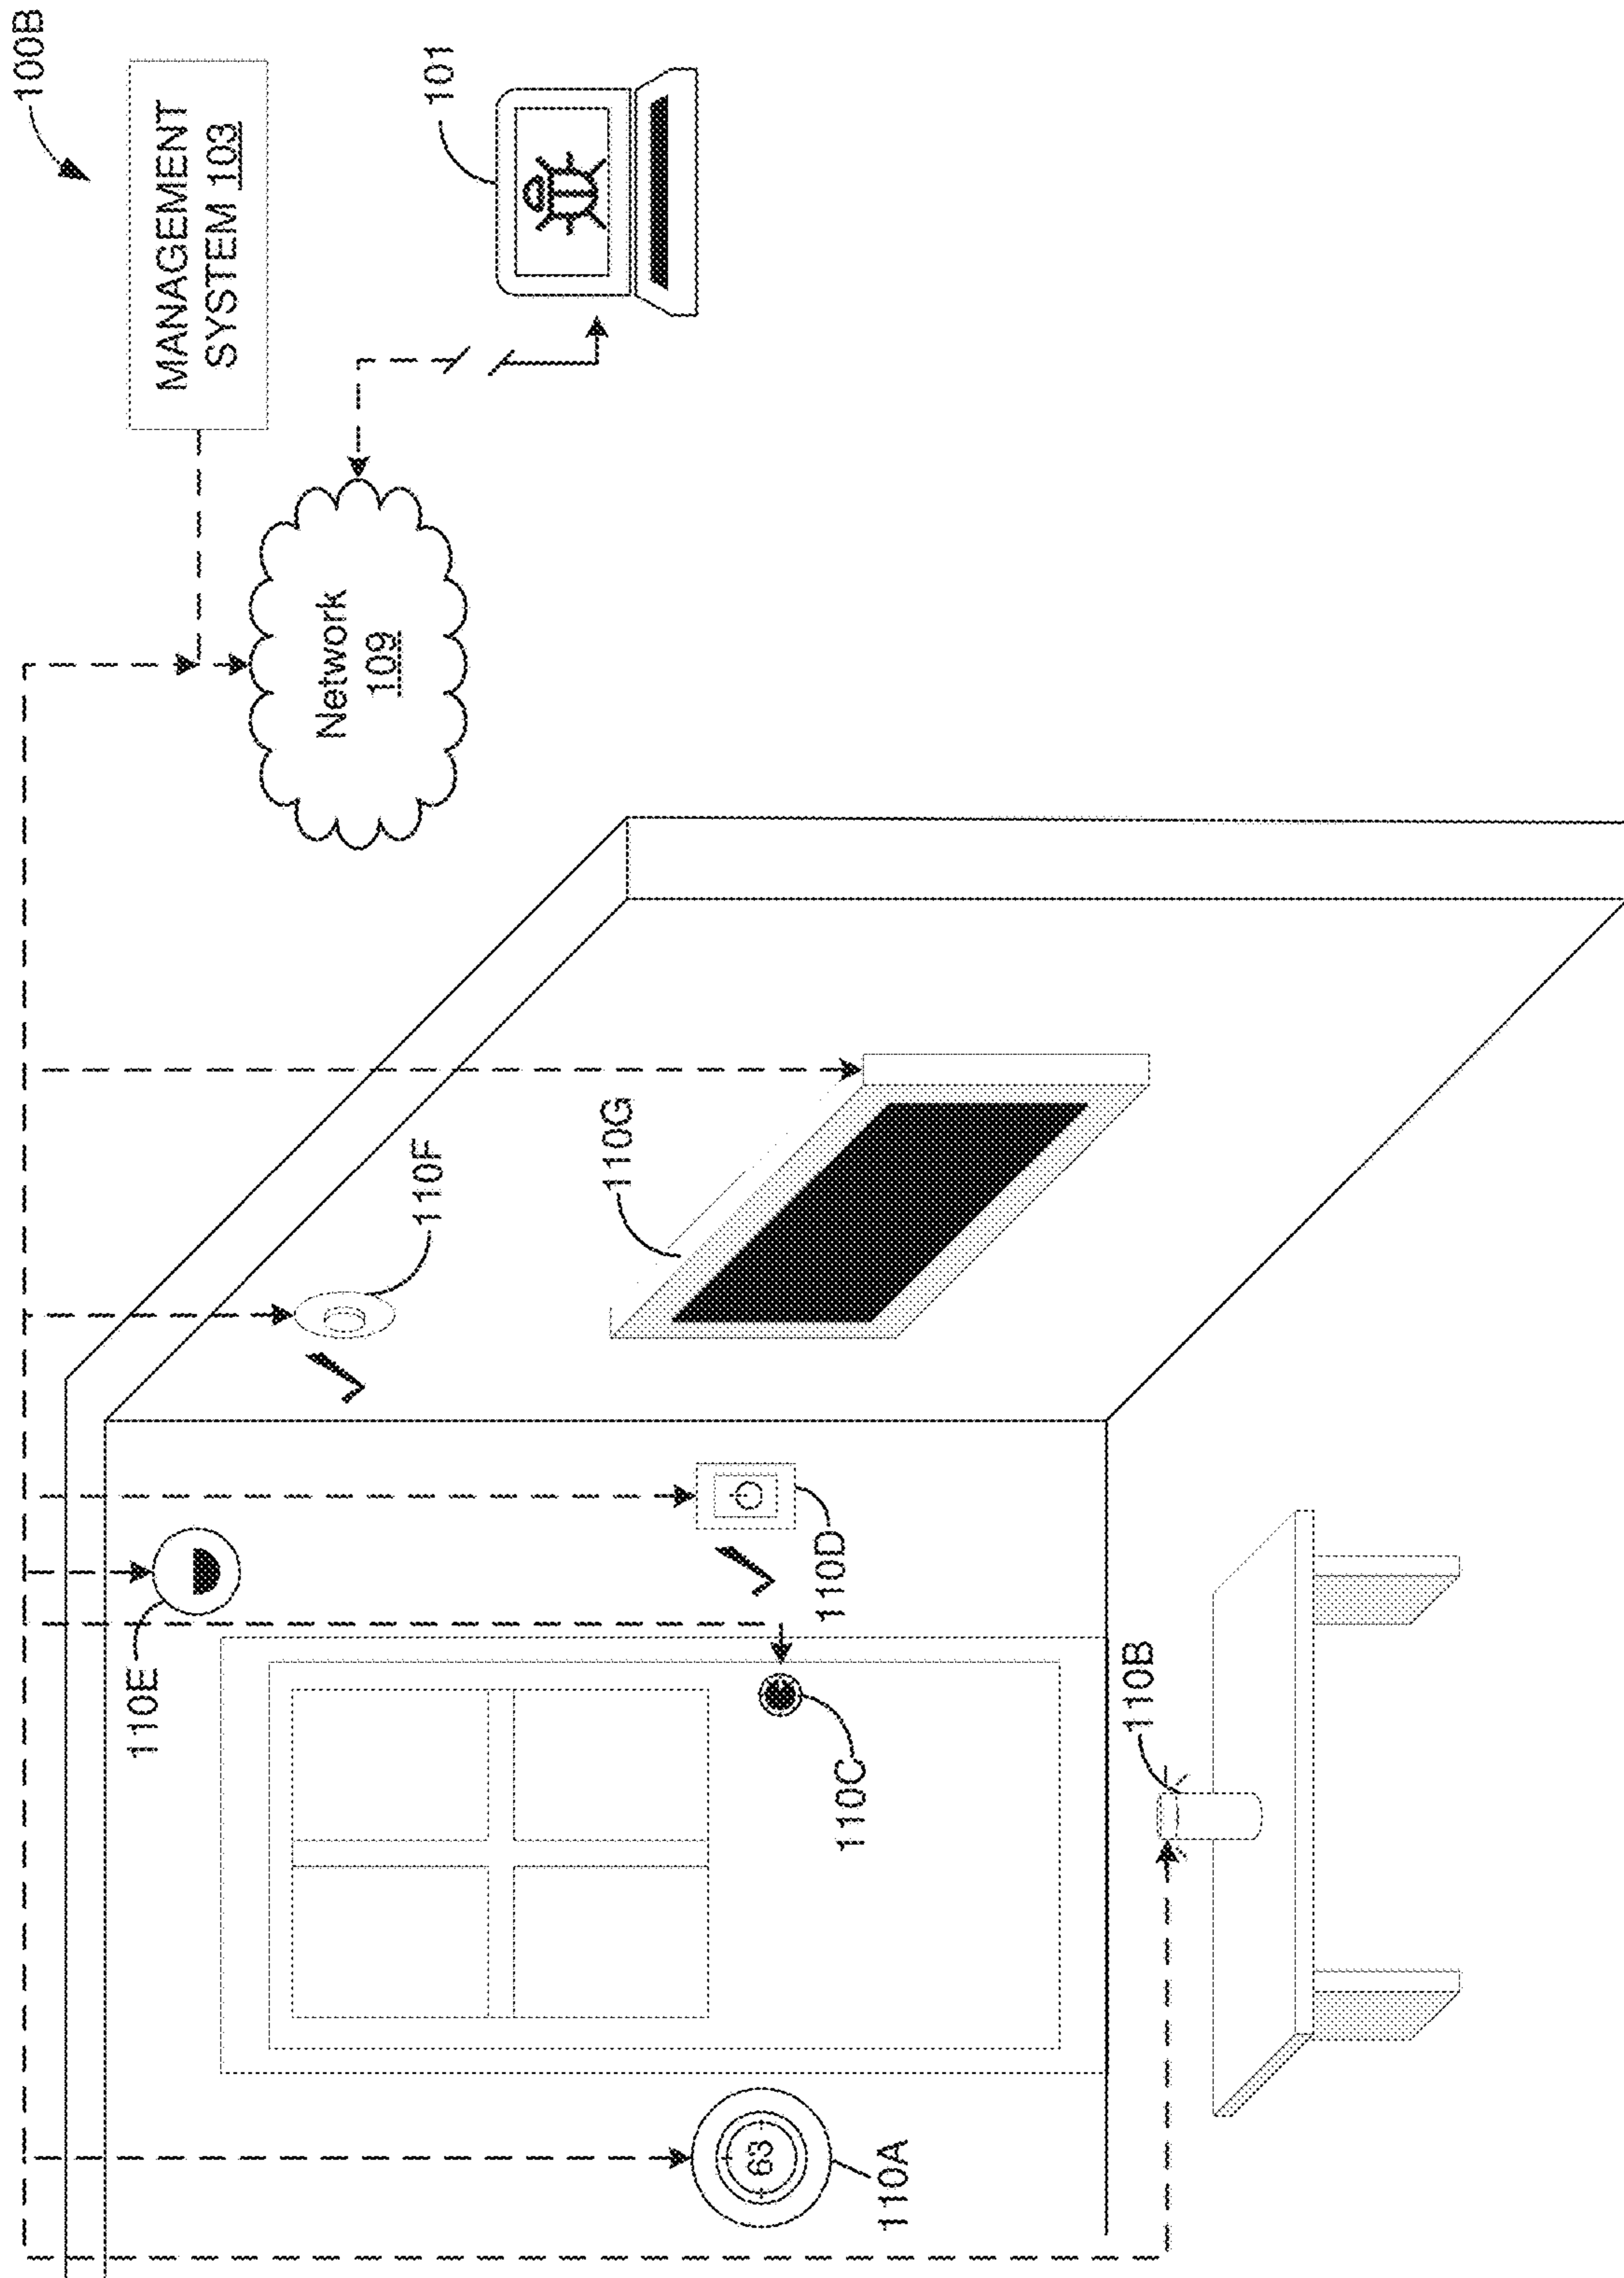 100B
MANAGEMENT
SYSTEM 103
101
Network
109
110E
110F
110G
110D
110C
110A
63
110B